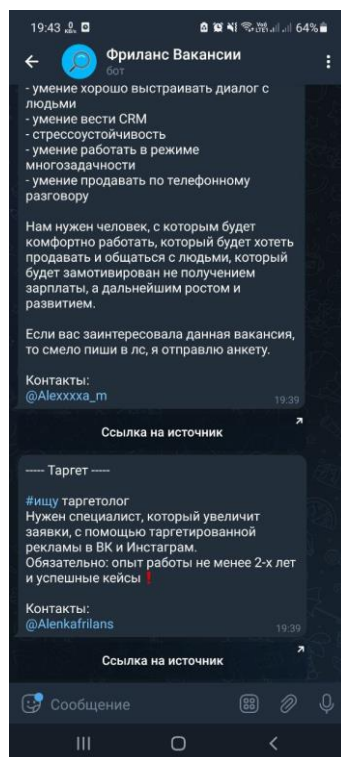 19:43
64%
Фриланс Вакансии
бот
- умение хорошо выстраивать диалог с
людьми
- умение вести CRM
- стрессоустойчивость
- умение работать в режиме
многозадачности
- умение продавать по телефонному
разговору
Нам нужен человек, с которым будет
комфортно работать, который будет хотеть
продавать и общаться с людьми, который
будет замотивирован не получением
зарплаты, а дальнейшим ростом и
развитием.
Если вас заинтересовала данная вакансия,
то смело пиши в лс, я отправлю анкету.
Контакты:
@Alexxxxa_m
19:39
Ссылка на источник
----- Таргет -----
#ищу таргетолог
Нужен специалист, который увеличит
заявки, с помощью таргетированной
рекламы в ВК и Инстаграм.
Обязательно: опыт работы не менее 2-х лет
и успешные кейсы❗
Контакты:
@Alenkafrilans
19:39
Ссылка на источник
Сообщение